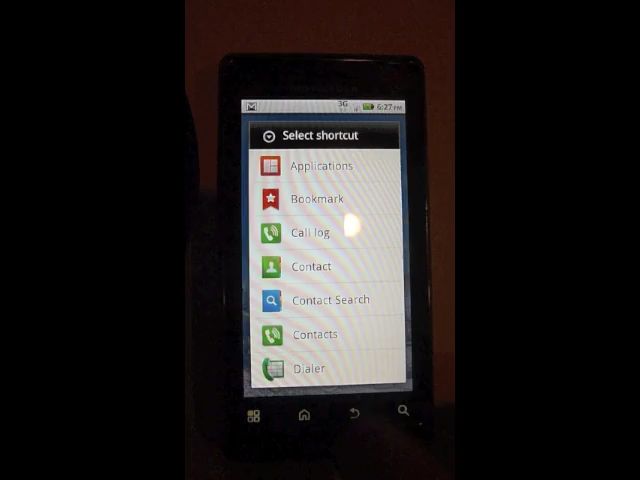 3G 6:27 PM
Select shortcut
Applications
Bookmark
Call log
Contact
Contact Search
Contacts
Dialer